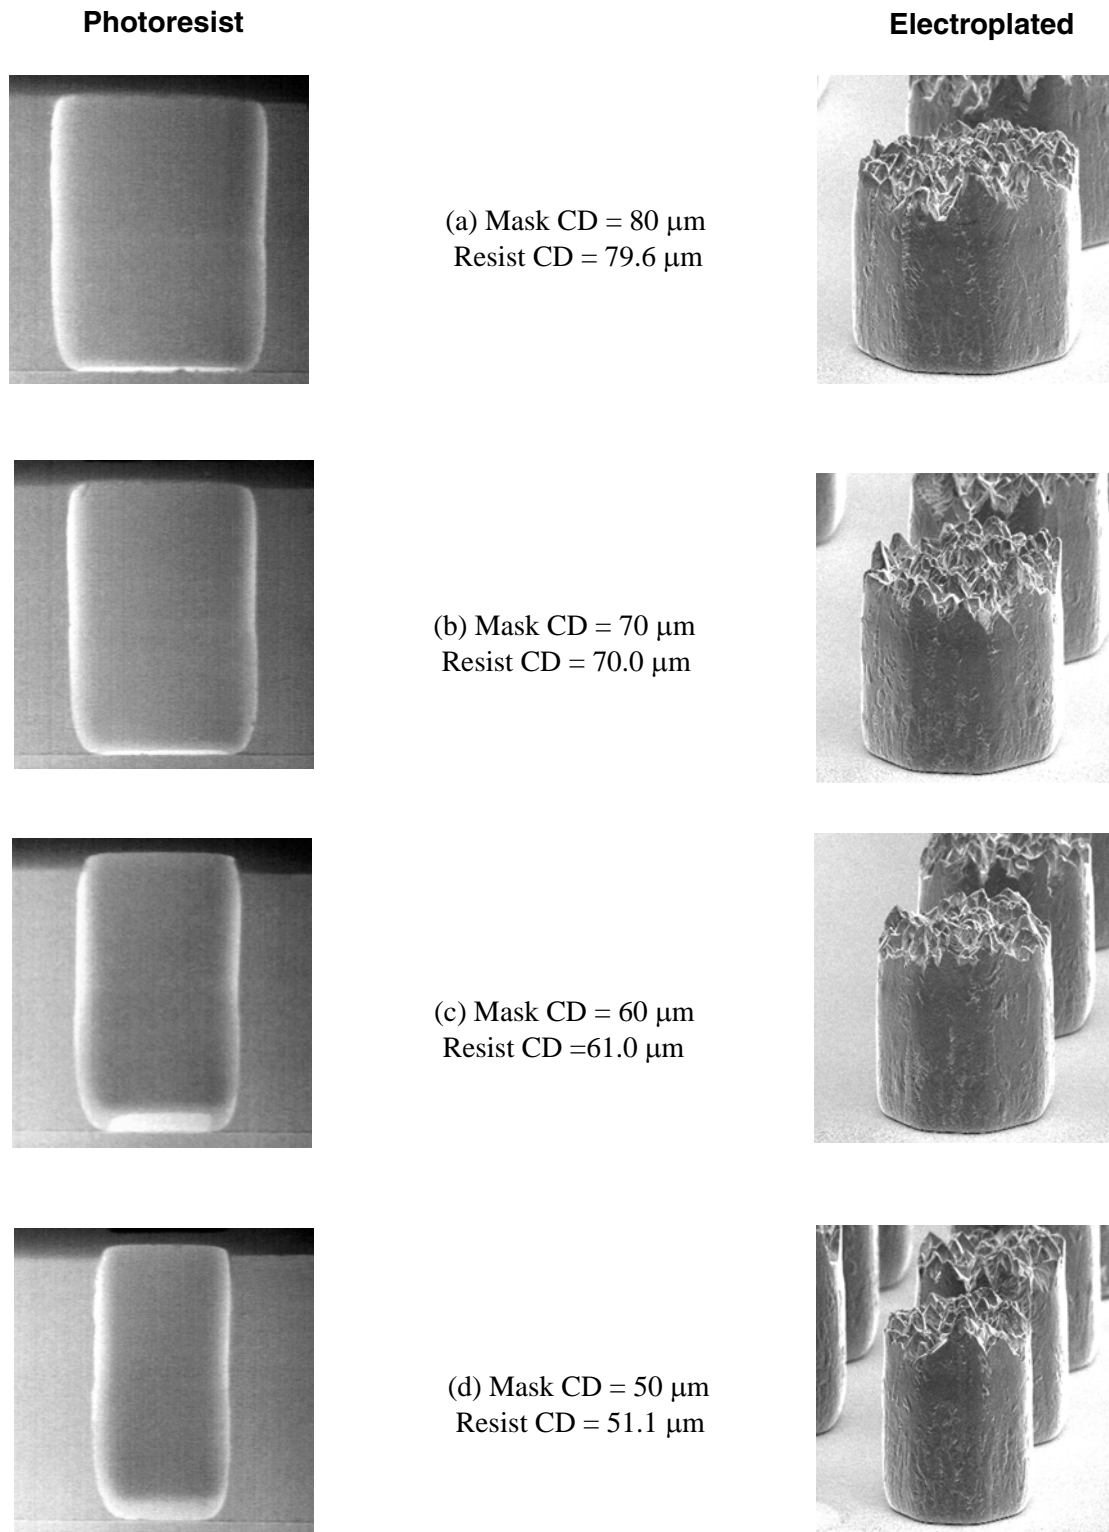 Photoresist
Electroplated
(a) Mask CD = 80 μm
Resist CD = 79.6 μm
(b) Mask CD = 70 μm
Resist CD = 70.0 μm
(c) Mask CD = 60 μm
Resist CD =61.0 μm
(d) Mask CD = 50 μm
Resist CD = 51.1 μm